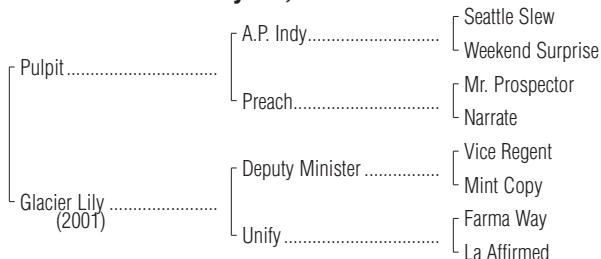 Seattle Slew
A.P. Indy
Weekend Surprise
Pulpit
Mr. Prospector
Preach
Narrate
Vice Regent
Deputy Minister
Mint Copy
Glacier Lily
(2001)
Farma Way
Unify
La Affirmed